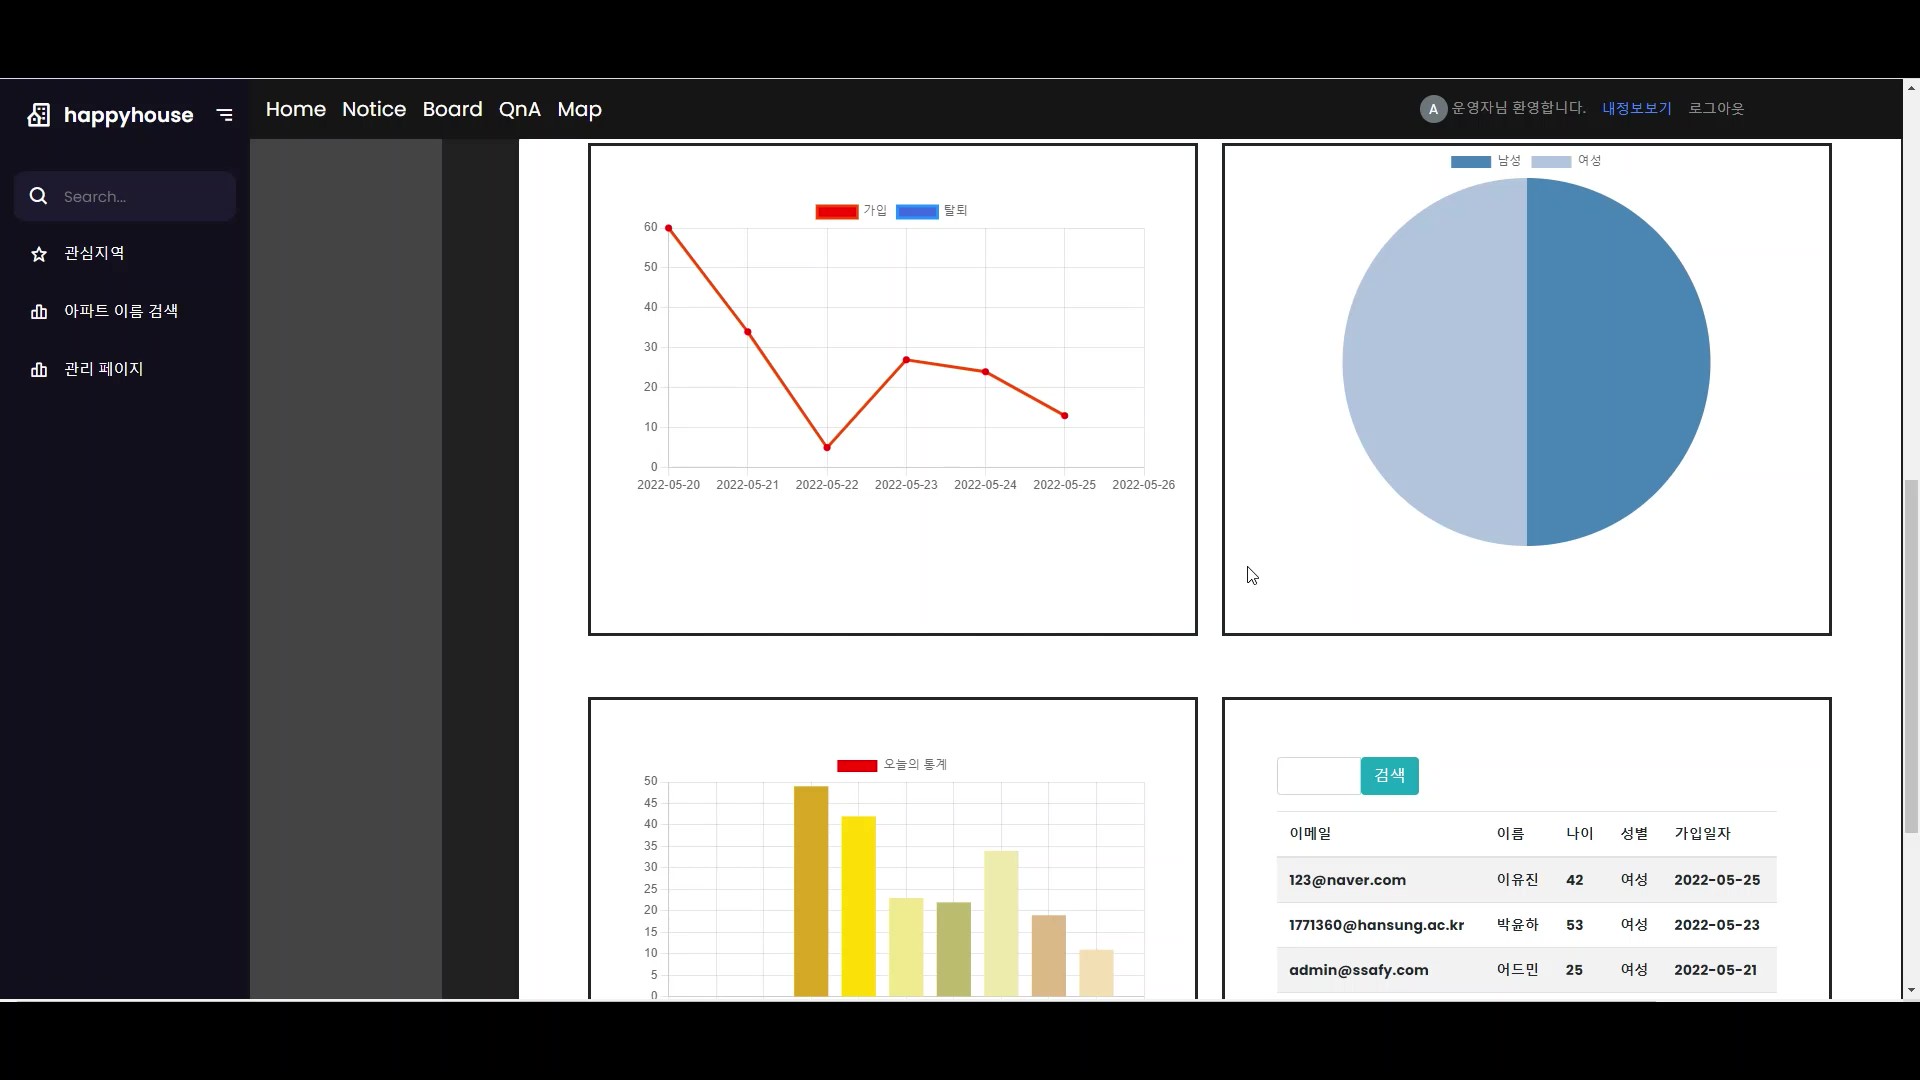 happyhouse
Home Notice Board QnA Map
A 운영자님 환영합니다. 내정보보기 로그아웃
Search...
관심지역
아파트 이름 검색
관리 페이지
가입 탈퇴
60
50
40
30
20
10
0
2022-05-20 2022-05-21 2022-05-22 2022-05-23 2022-05-24 2022-05-25 2022-05-26
남성 여성
오늘의 통계
50
45
40
35
30
25
20
15
10
5
0
검색
이메일 이름 나이 성별 가입일자
123@naver.com 이유진 42 여성 2022-05-25
1771360@hansung.ac.kr 박윤하 53 여성 2022-05-23
admin@ssafy.com 어드민 25 여성 2022-05-21